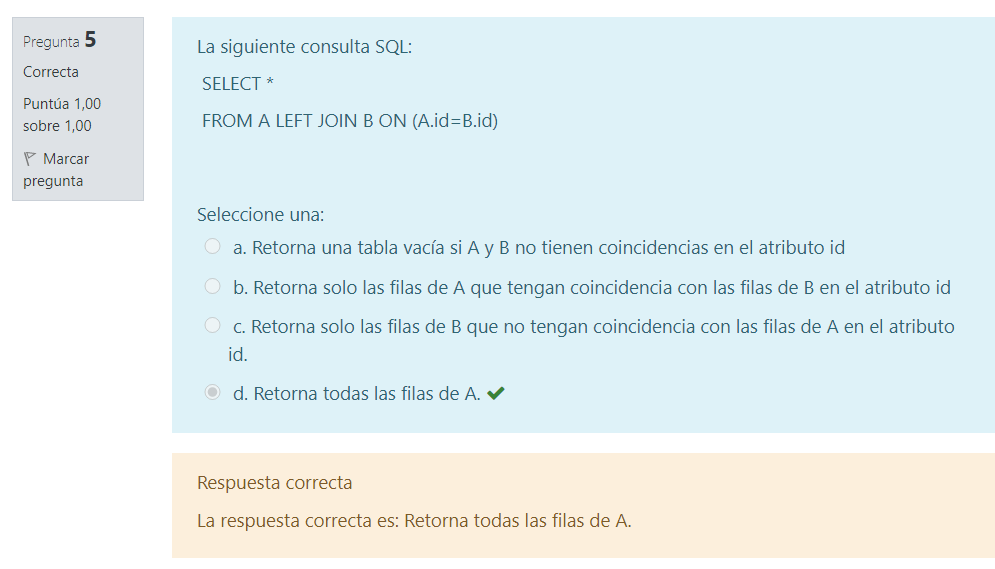 Pregunta 5
Correcta
Puntúa 1,00
sobre 1,00
Marcar
pregunta
La siguiente consulta SQL:
SELECT *
FROM A LEFT JOIN B ON (A.id=B.id)
Seleccione una:
a. Retorna una tabla vacía si A y B no tienen coincidencias en el atributo id
b. Retorna solo las filas de A que tengan coincidencia con las filas de B en el atributo id
c. Retorna solo las filas de B que no tengan coincidencia con las filas de A en el atributo
id.
d. Retorna todas las filas de A.
Respuesta correcta
La respuesta correcta es: Retorna todas las filas de A.